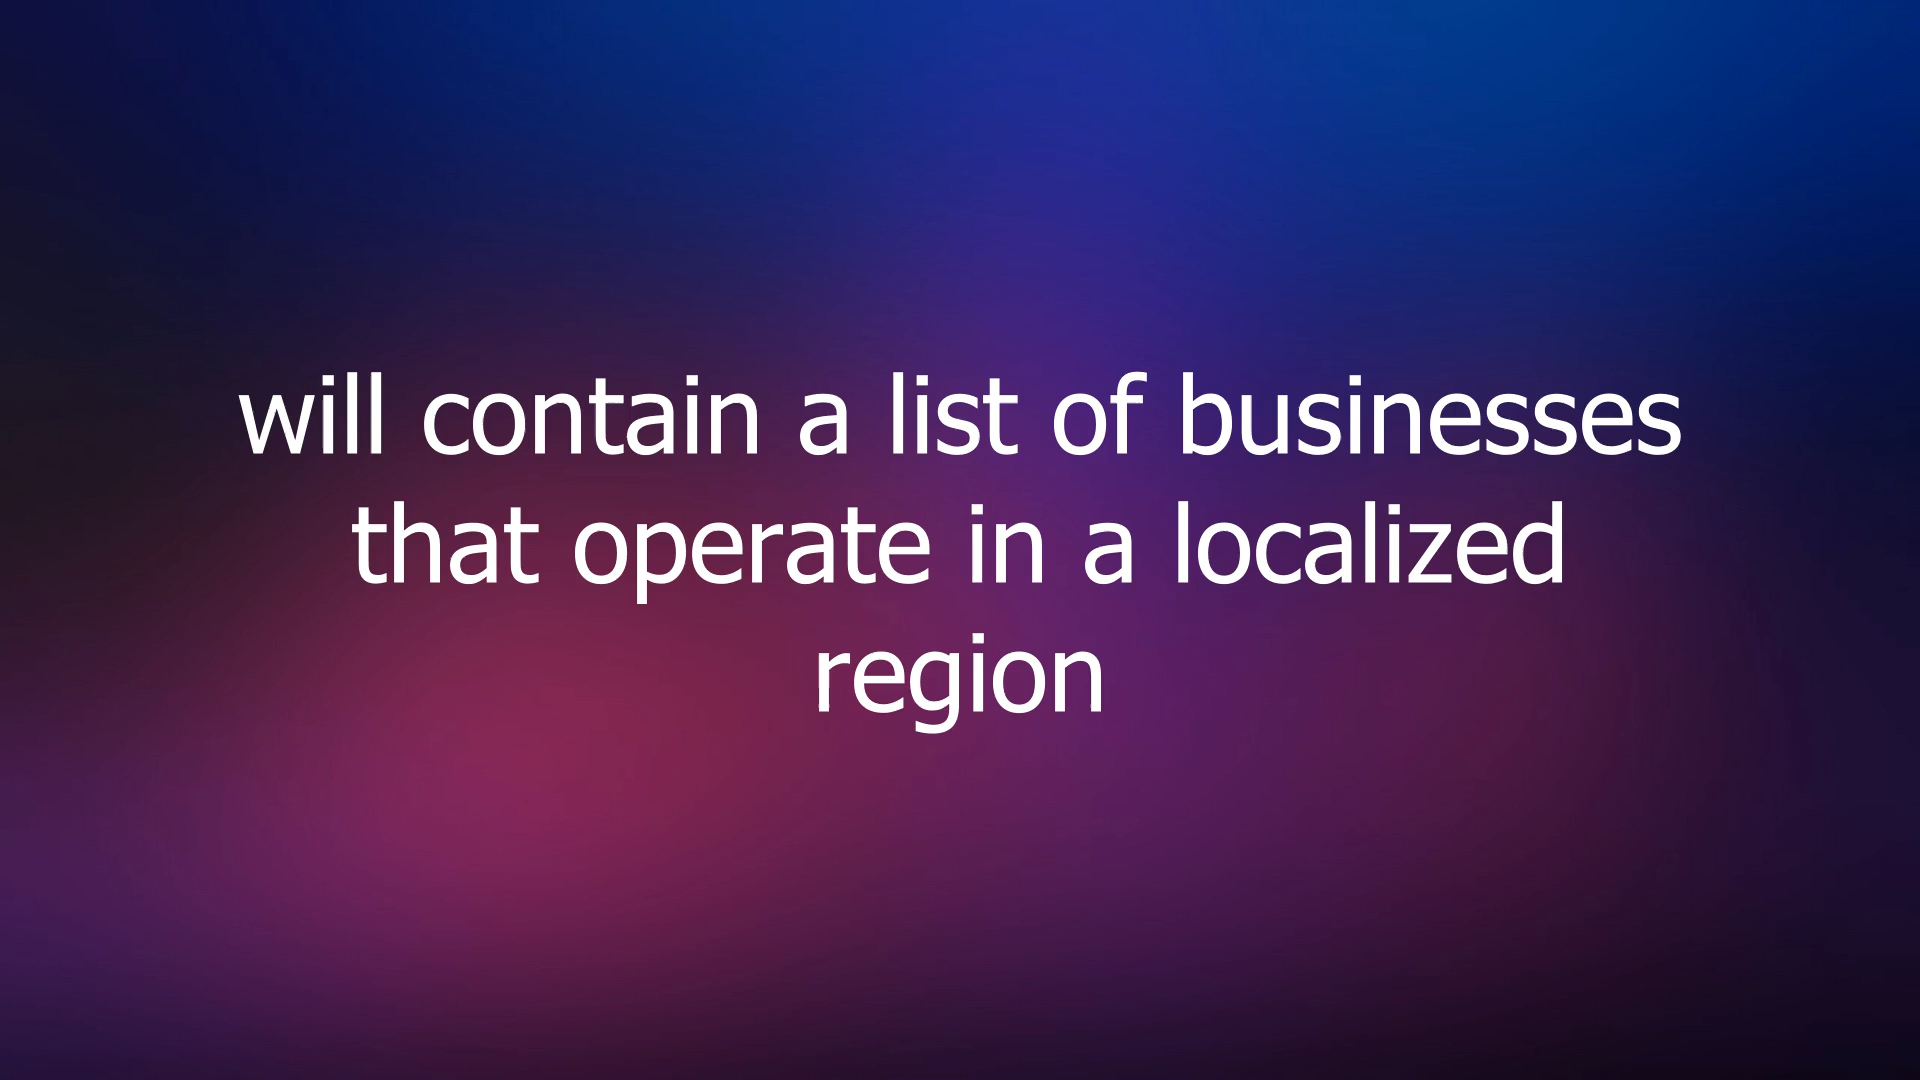 will contain a list of businesses
that operate in a localized
region